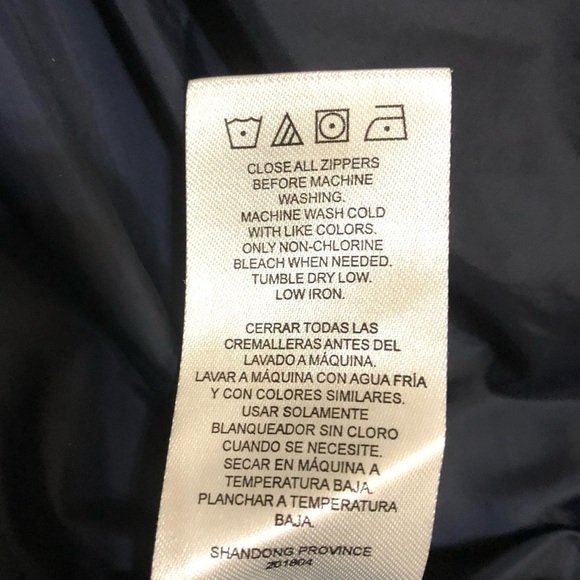 CLOSE ALL ZIPPERS
BEFORE MACHINE
WASHING.
MACHINE WASH COLD
WITH LIKE COLORS.
ONLY NON-CHLORINE
BLEACH WHEN NEEDED.
TUMBLE DRY LOW.
LOW IRON.
CERRAR TODAS LAS
CREMALLERAS ANTES DEL
LAVADO A MÁQUINA.
LAVAR A MÁQUINA CON AGUA FRÍA
Y CON COLORES SIMILARES.
USAR SOLAMENTE
BLANQUEADOR SIN CLORO
CUANDO SE NECESITE.
SECAR EN MÁQUINA A
TEMPERATURA BAJA.
PLANCHAR A TEMPERATURA
BAJA.
SHANDONG PROVINCE
201804